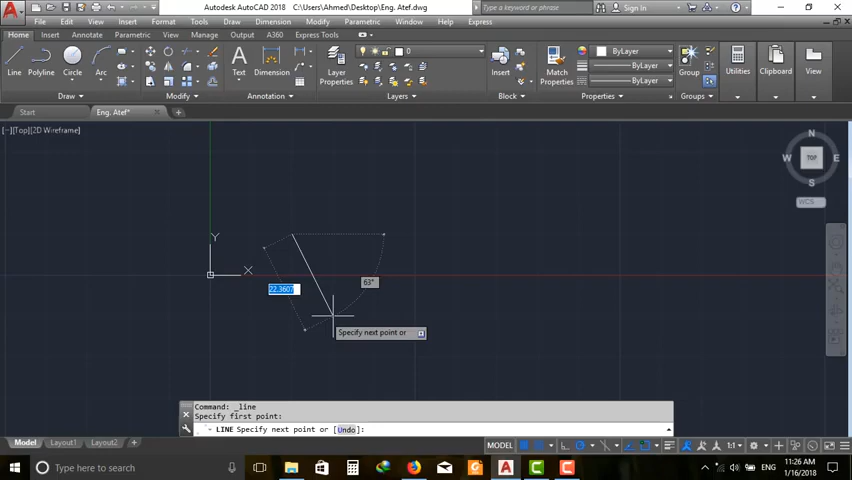 Autodesk AutoCAD 2018 C:\Users\Ahmed\Desktop\Eng. Atef.dwg
Type a keyword or phrase
Sign In
File Edit View Insert Format Tools Draw Dimension Modify Parametric Window Help Express
Home Insert Annotate Parametric View Manage Output Add-ins A360 Express Tools
Line Polyline Circle Arc
Text Dimension
Layer Properties
0
Insert
Match Properties
ByLayer
ByLayer
ByLayer
Group
Utilities
Clipboard
View
Draw Modify Annotation Layers Block Properties Groups
Start Eng. Atef*
[−][Top][2D Wireframe]
N
W TOP E
S
WCS
Y
X
22.3607
63°
Specify next point or
Command: _line
Specify first point:
LINE Specify next point or [Undo]:
Model Layout1 Layout2
MODEL
1:1
Type here to search
ENG
11:26 AM
1/16/2018